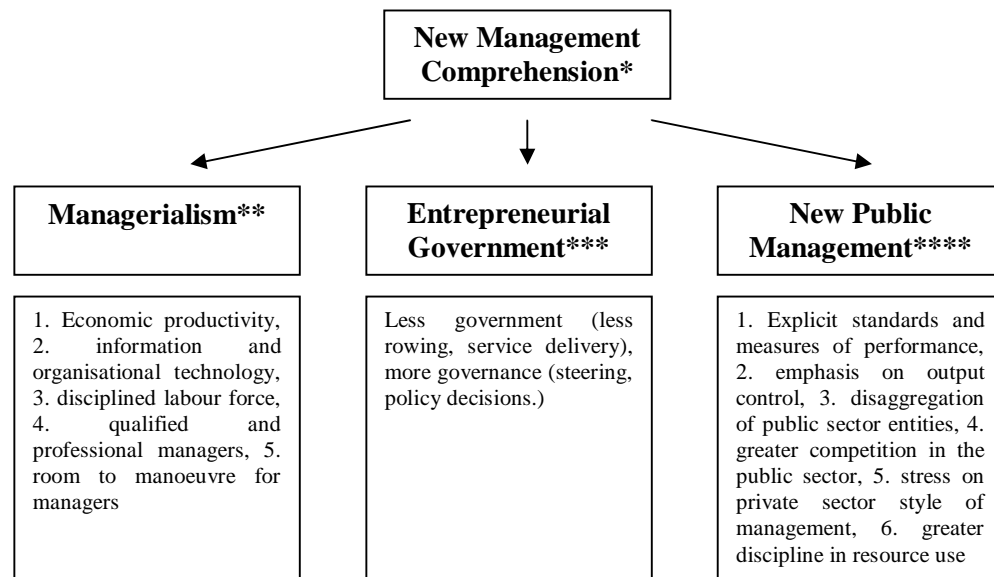 New Management
Comprehension*
Managerialism**
Entrepreneurial
Government***
New Public
Management****
1. Economic productivity,
2. information and
organisational technology,
3. disciplined labour force,
4. qualified and
professional managers, 5.
room to manoeuvre for
managers
Less government (less
rowing, service delivery),
more governance (steering,
policy decisions.)
1. Explicit standards and
measures of performance,
2. emphasis on output
control, 3. disaggregation
of public sector entities, 4.
greater competition in the
public sector, 5. stress on
private sector style of
management, 6. greater
discipline in resource use